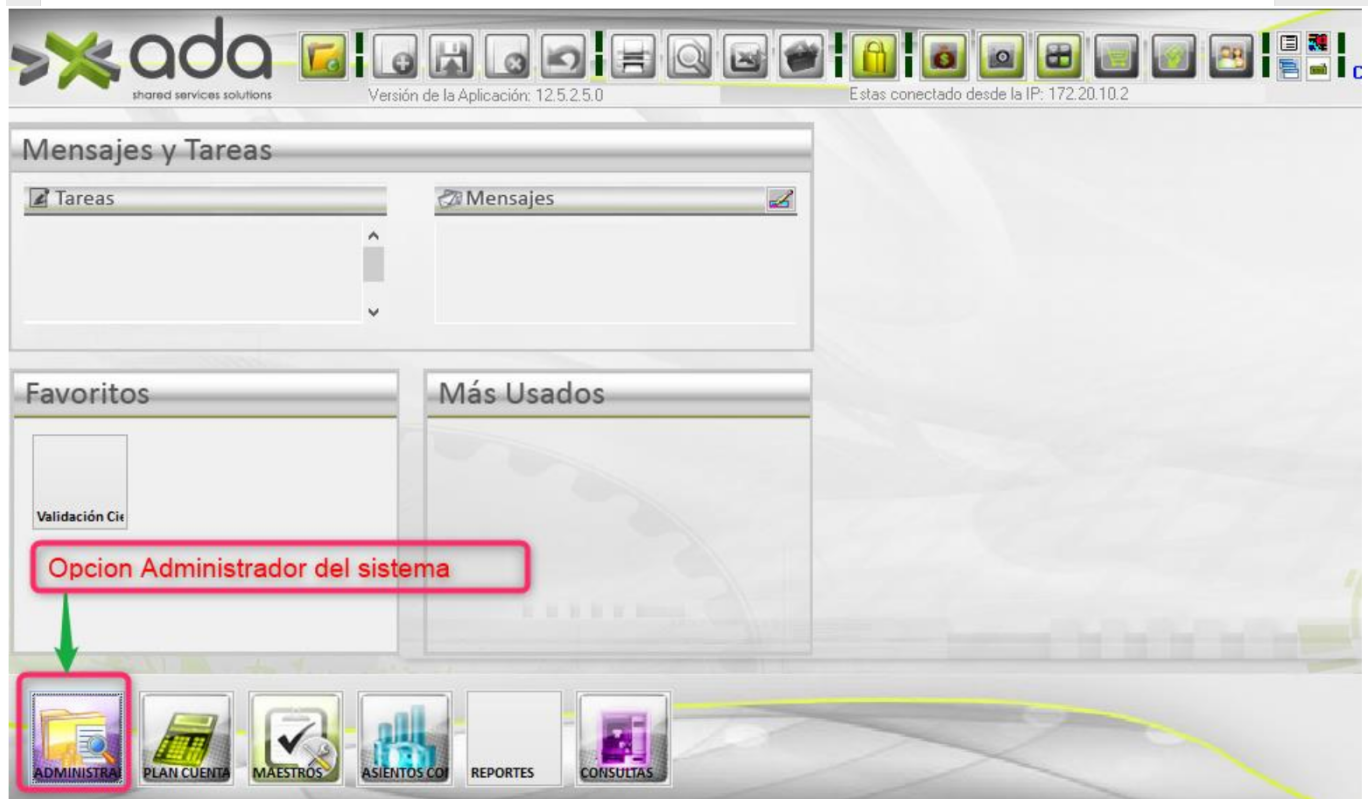 ada
shared services solutions
Versión de la Aplicación: 12.5.2.5.0
Estas conectado desde la IP: 172.20.10.2
Mensajes y Tareas
Tareas
Mensajes
Favoritos
Más Usados
Validación Cie
Opcion Administrador del sistema
ADMINISTRA
PLAN CUENTA
MAESTROS
ASIENTOS CO
REPORTES
CONSULTAS